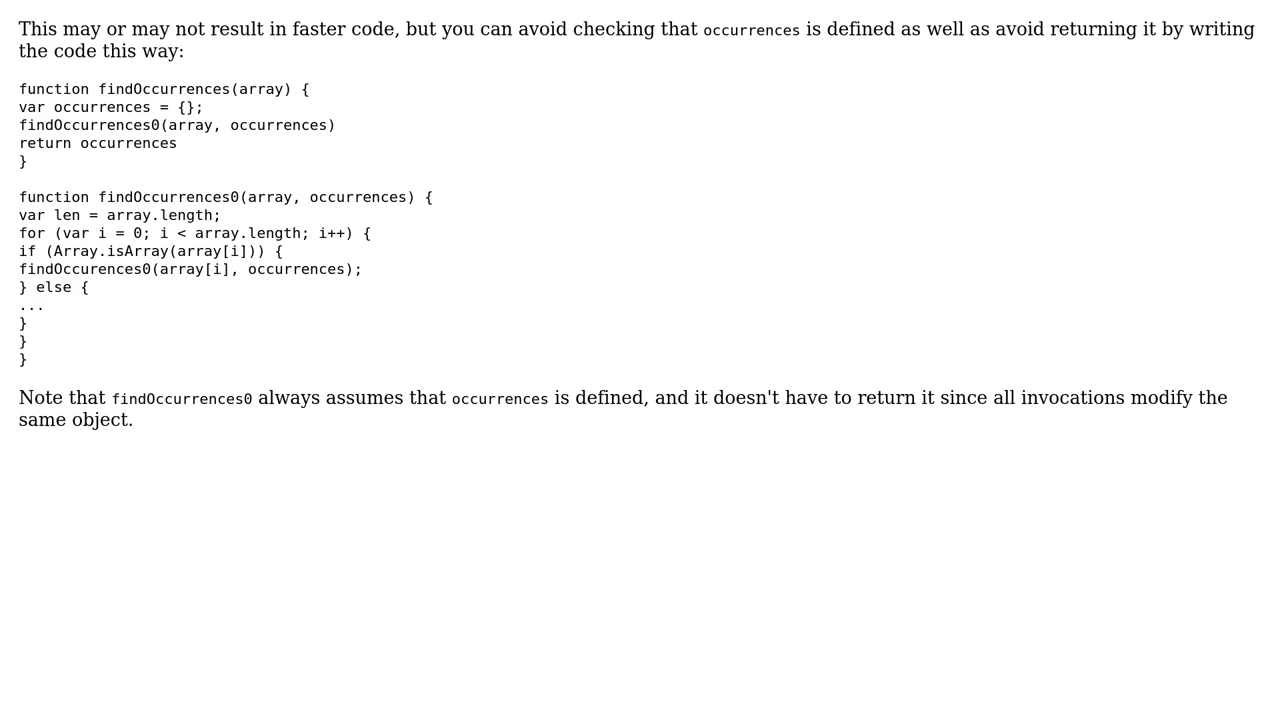 This may or may not result in faster code, but you can avoid checking that occurrences is defined as well as avoid returning it by writing
the code this way:
function findOccurrences(array) {
var occurrences = {};
findOccurrences0(array, occurrences)
return occurrences
}
function findOccurrences0(array, occurrences) {
var len = array.length;
for (var i = 0; i < array.length; i++) {
if (Array.isArray(array[i])) {
findOccurences0(array[i], occurrences);
} else {
...
}
}
}
Note that findOccurrences0 always assumes that occurrences is defined, and it doesn't have to return it since all invocations modify the
same object.